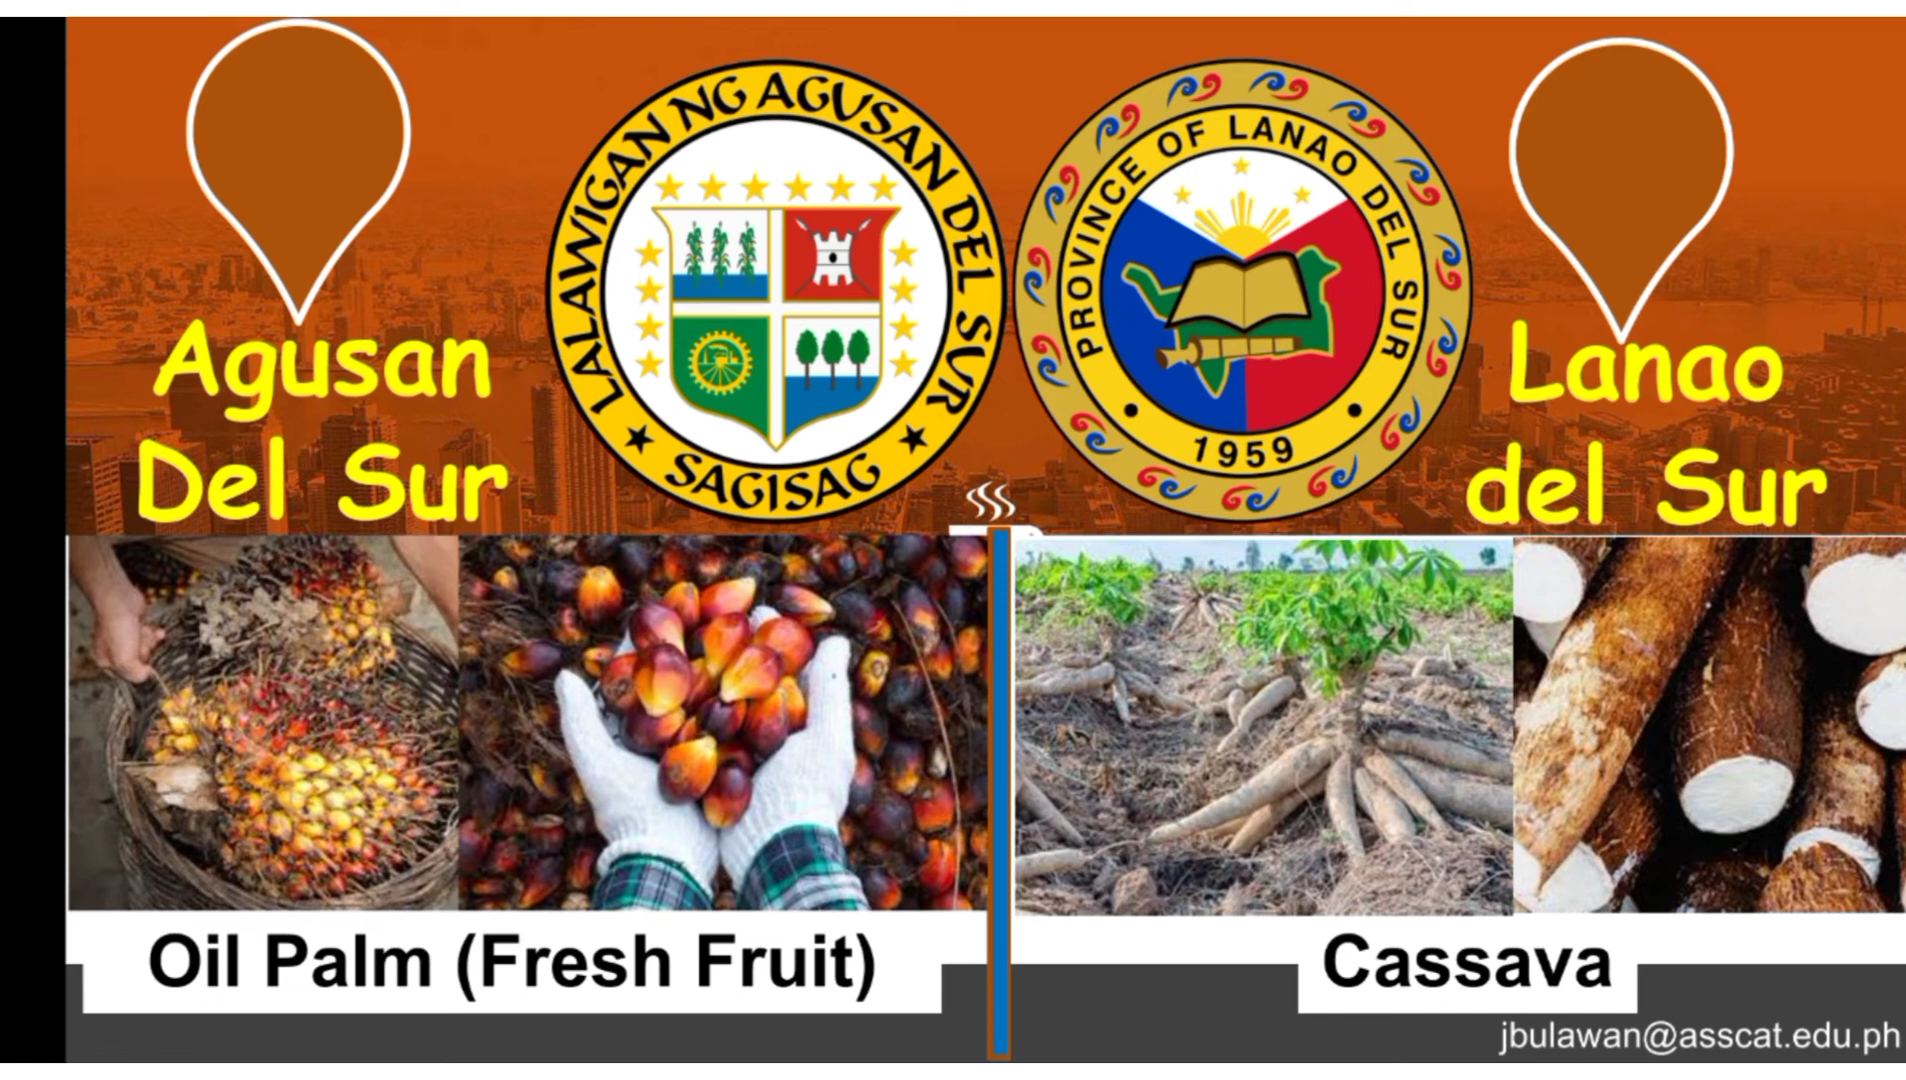 LALAWIGAN NG AGUSAN DEL SUR
SAGISAG
PROVINCE OF LANAO DEL SUR
1959
Agusan
Del Sur
Lanao
del Sur
Oil Palm (Fresh Fruit)
Cassava
jbulawan@asscat.edu.ph